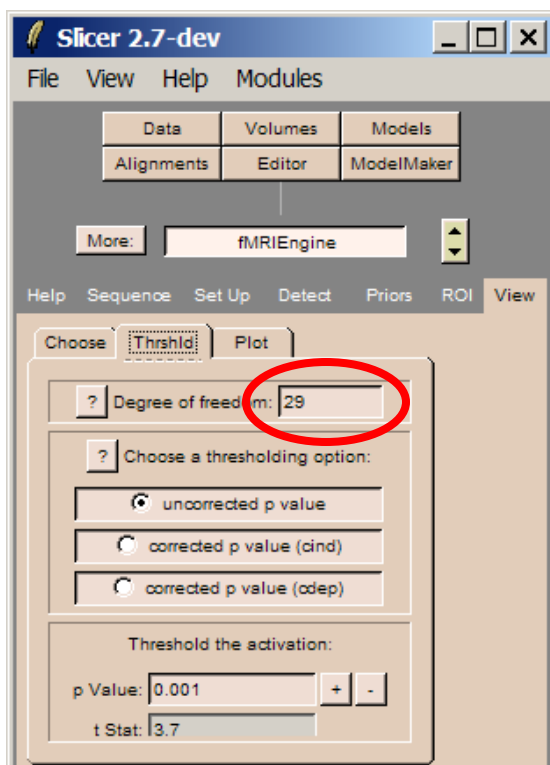 Slicer 2.7-dev
File View Help Modules
Data Volumes Models
Alignments Editor ModelMaker
More: fMRIEngine
Help Sequence Set Up Detect Priors ROI View
Choose Thrshld Plot
? Degree of freedom: 29
? Choose a thresholding option:
uncorrected p value
corrected p value (cind)
corrected p value (cdep)
Threshold the activation:
p Value: 0.001 + -
t Stat: 3.7